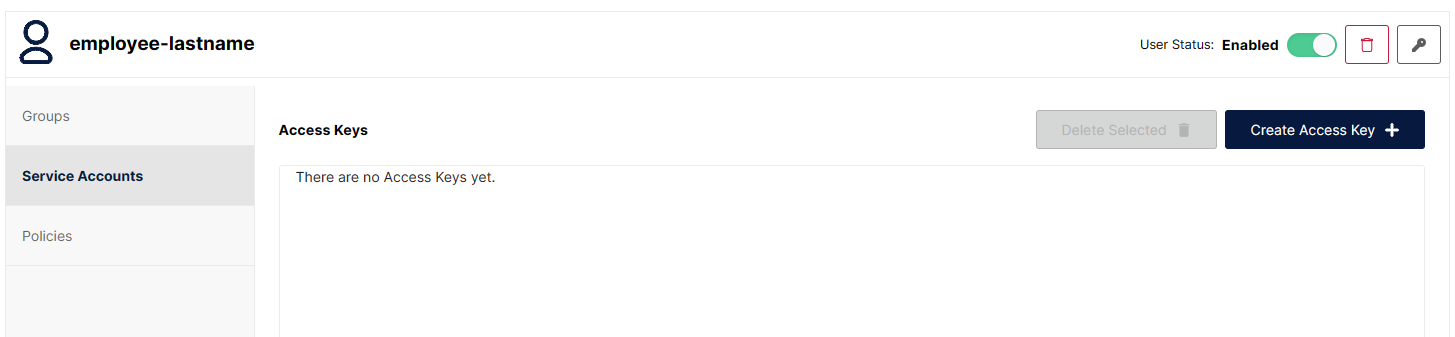 employee-lastname
User Status: Enabled
Groups
Service Accounts
Policies
Access Keys
Delete Selected
Create Access Key
There are no Access Keys yet.